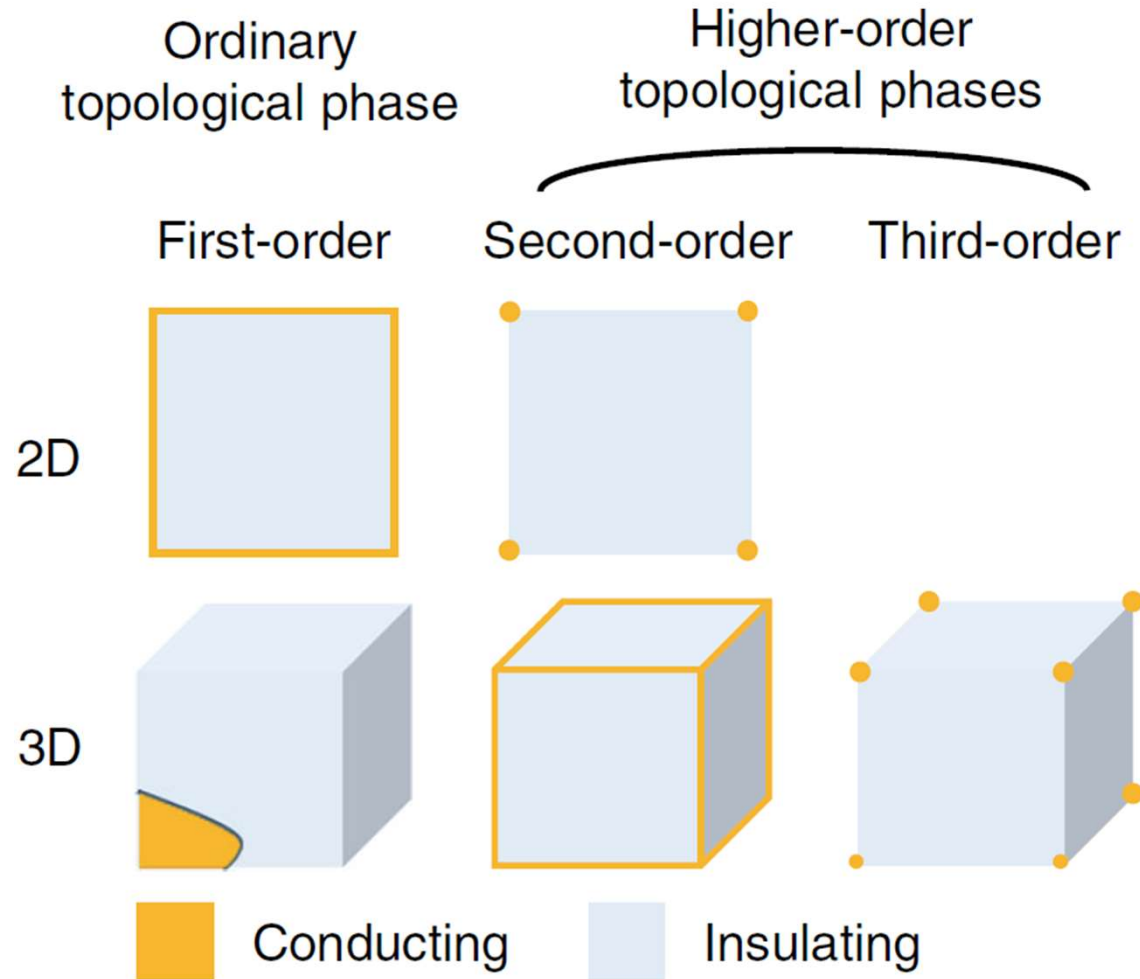 Ordinary
topological phase
Higher-order
topological phases
First-order
Second-order
Third-order
2D
3D
Conducting
Insulating